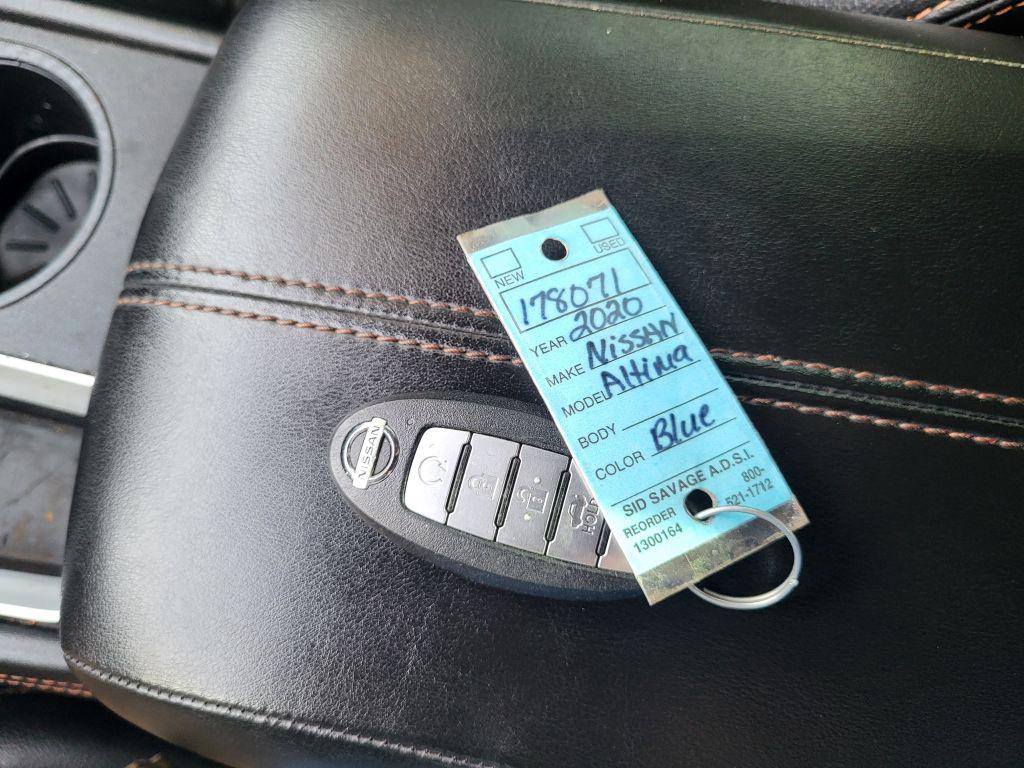 NEW USED
178071
YEAR 2020
MAKE NISSAN
MODEL Altima
BODY
COLOR Blue
SID SAVAGE A.D.S.I.
REORDER 800-
1300164 521-1712
NISSAN
HOLD